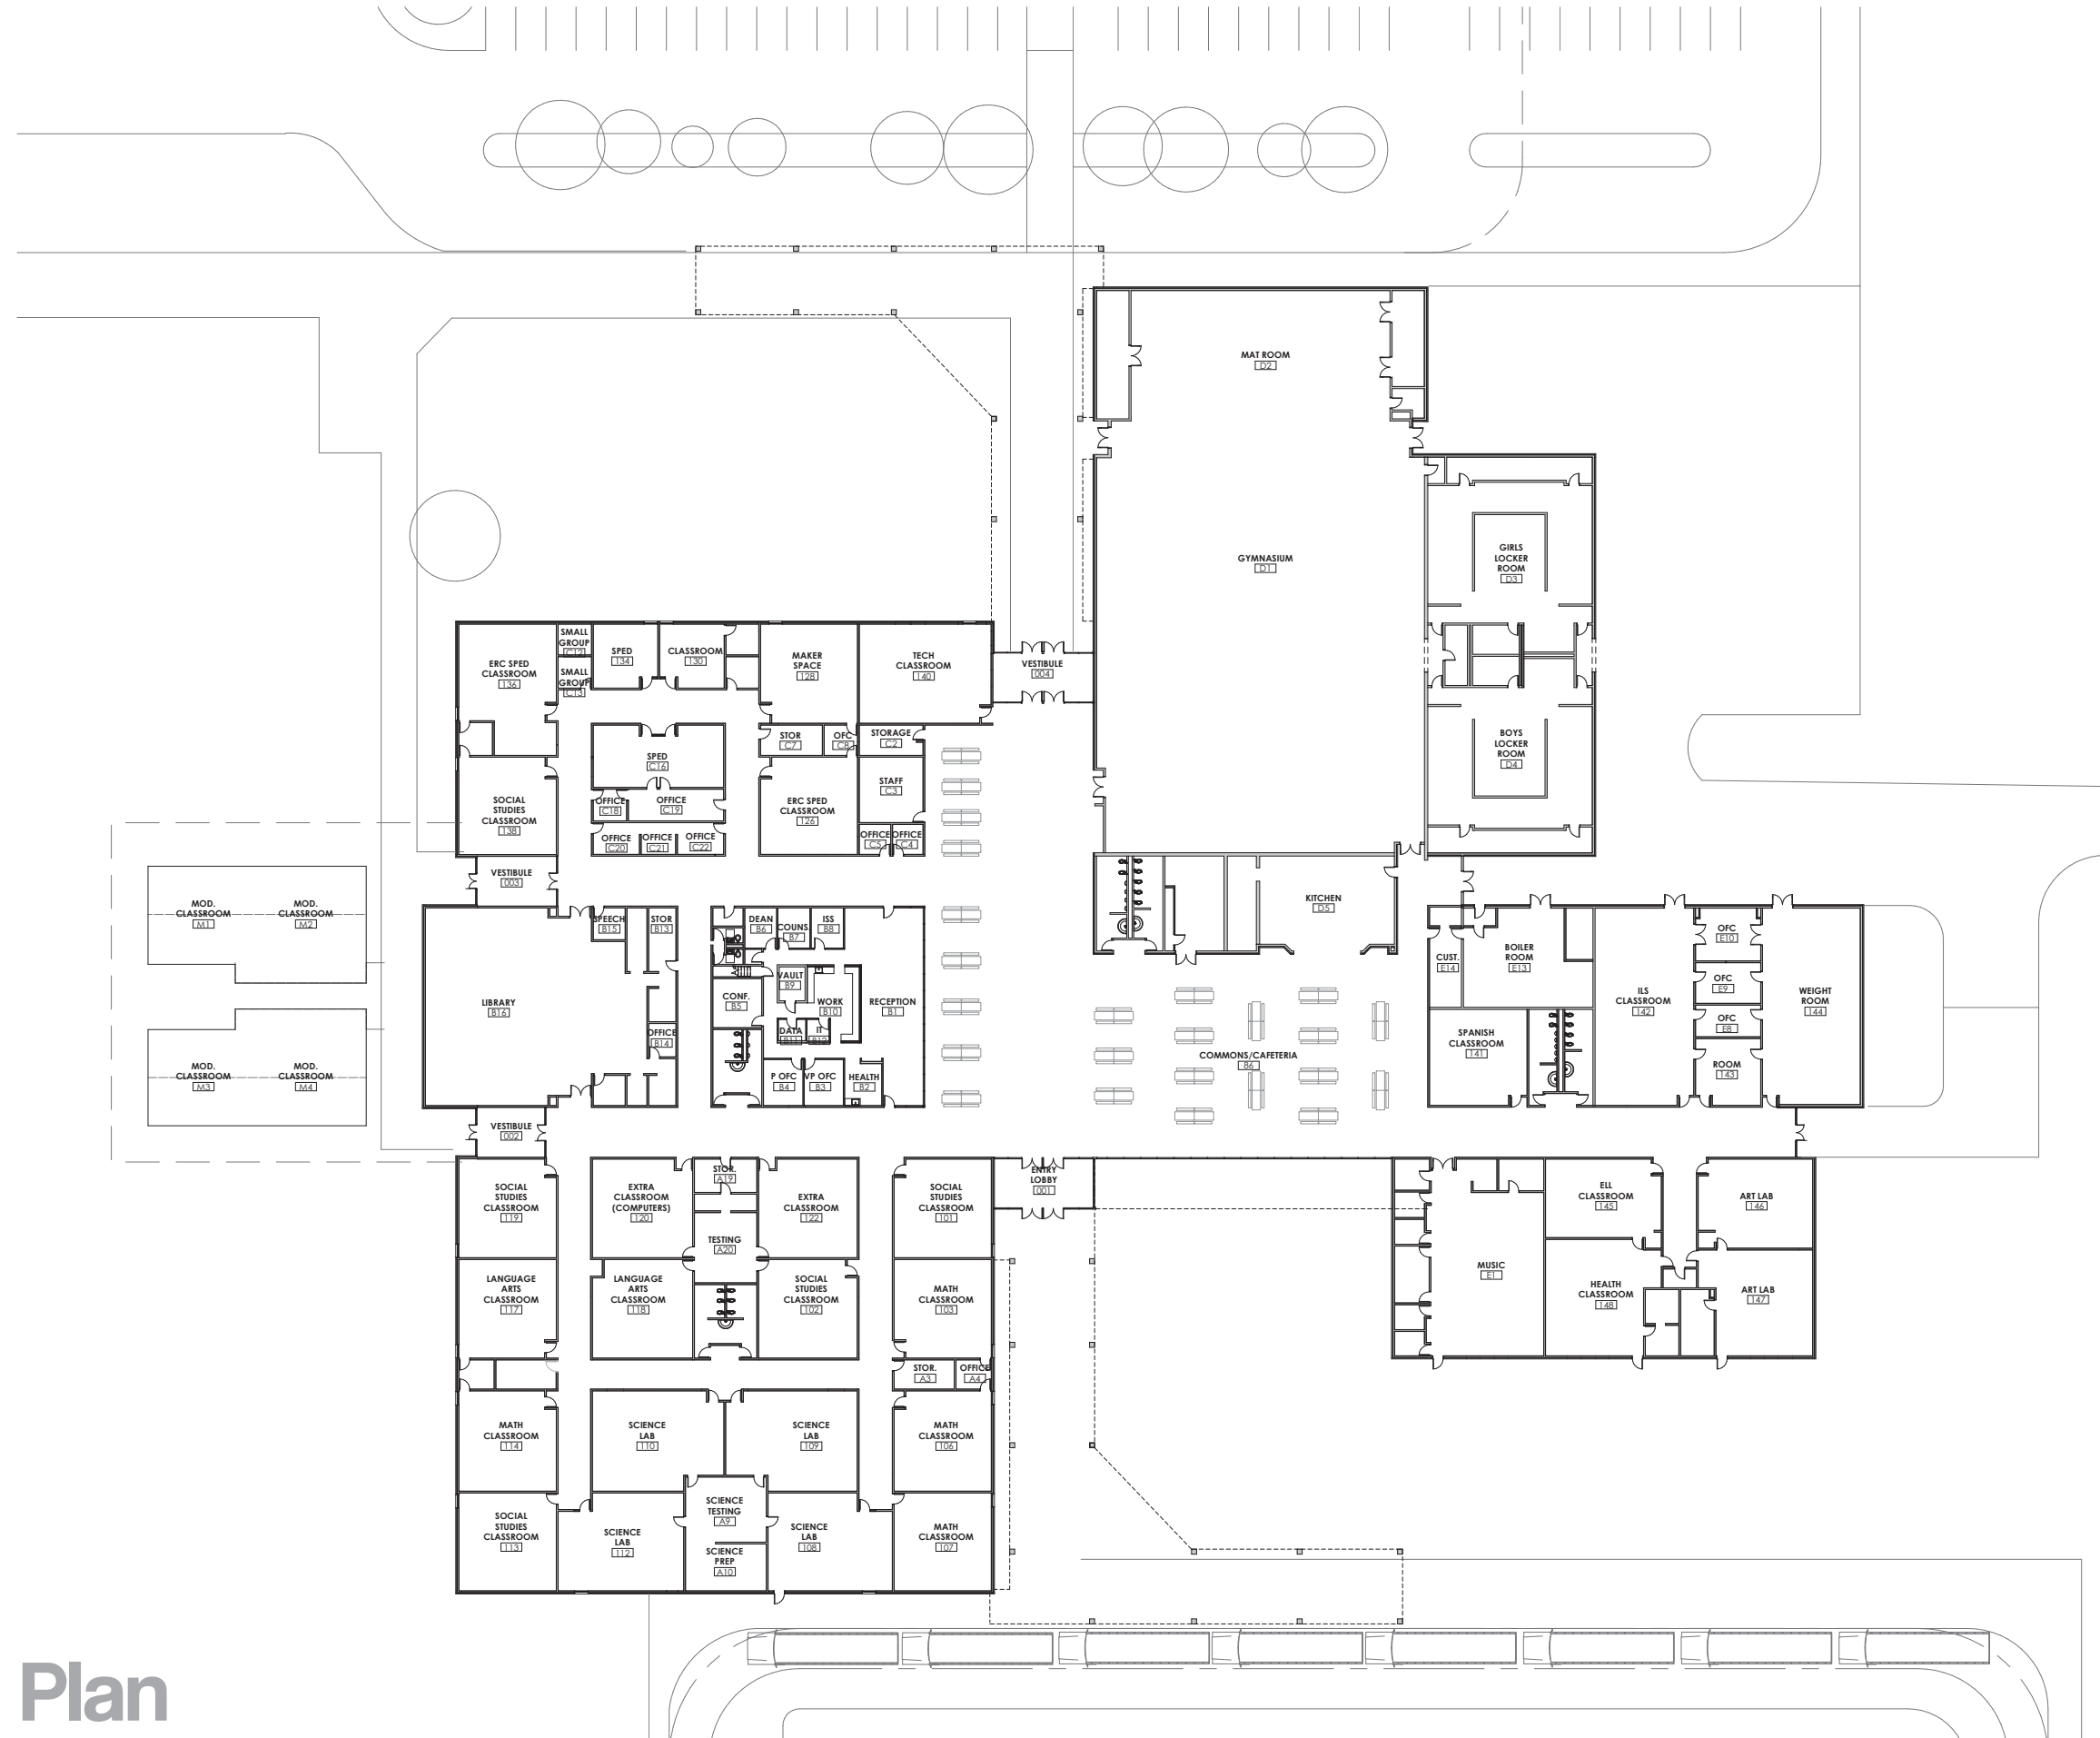 MAT ROOM
D2
GYMNASIUM
D1
GIRLS
LOCKER
ROOM
D3
BOYS
LOCKER
ROOM
D4
VESTIBULE
004
ERC SPED
CLASSROOM
136
SMALL
GROUP
C12
SMALL
GROUP
C13
SPED
134
CLASSROOM
130
MAKER
SPACE
128
TECH
CLASSROOM
140
STOR
C7
OFC
C8
STORAGE
C2
SPED
C16
STAFF
C3
SOCIAL
STUDIES
CLASSROOM
138
OFFICE
C18
OFFICE
C19
ERC SPED
CLASSROOM
126
OFFICE
C20
OFFICE
C21
OFFICE
C22
OFFICE
C5
OFFICE
C4
VESTIBULE
003
MOD.
CLASSROOM
M1
MOD.
CLASSROOM
M2
MOD.
CLASSROOM
M3
MOD.
CLASSROOM
M4
LIBRARY
B16
SPEECH
B15
STOR
B13
OFFICE
B14
DEAN
B6
COUNS
B7
ISS
B8
VAULT
B9
CONF.
B5
WORK
B10
RECEPTION
B1
DATA
B11
IT
B12
P OFC
B4
VP OFC
B3
HEALTH
B2
KITCHEN
D5
COMMONS/CAFETERIA
86
CUST.
E14
BOILER
ROOM
E13
SPANISH
CLASSROOM
141
ILS
CLASSROOM
142
OFC
E10
OFC
E9
OFC
E8
ROOM
143
WEIGHT
ROOM
144
VESTIBULE
002
ENTRY
LOBBY
001
SOCIAL
STUDIES
CLASSROOM
119
EXTRA
CLASSROOM
(COMPUTERS)
120
STOR.
A19
TESTING
A20
EXTRA
CLASSROOM
122
SOCIAL
STUDIES
CLASSROOM
101
LANGUAGE
ARTS
CLASSROOM
117
LANGUAGE
ARTS
CLASSROOM
118
SOCIAL
STUDIES
CLASSROOM
102
MATH
CLASSROOM
103
STOR.
A3
OFFICE
A4
MATH
CLASSROOM
114
SCIENCE
LAB
110
SCIENCE
LAB
109
MATH
CLASSROOM
106
SOCIAL
STUDIES
CLASSROOM
113
SCIENCE
LAB
112
SCIENCE
TESTING
A9
SCIENCE
PREP
A10
SCIENCE
LAB
108
MATH
CLASSROOM
107
MUSIC
E1
ELL
CLASSROOM
145
HEALTH
CLASSROOM
148
ART LAB
146
ART LAB
147
Plan